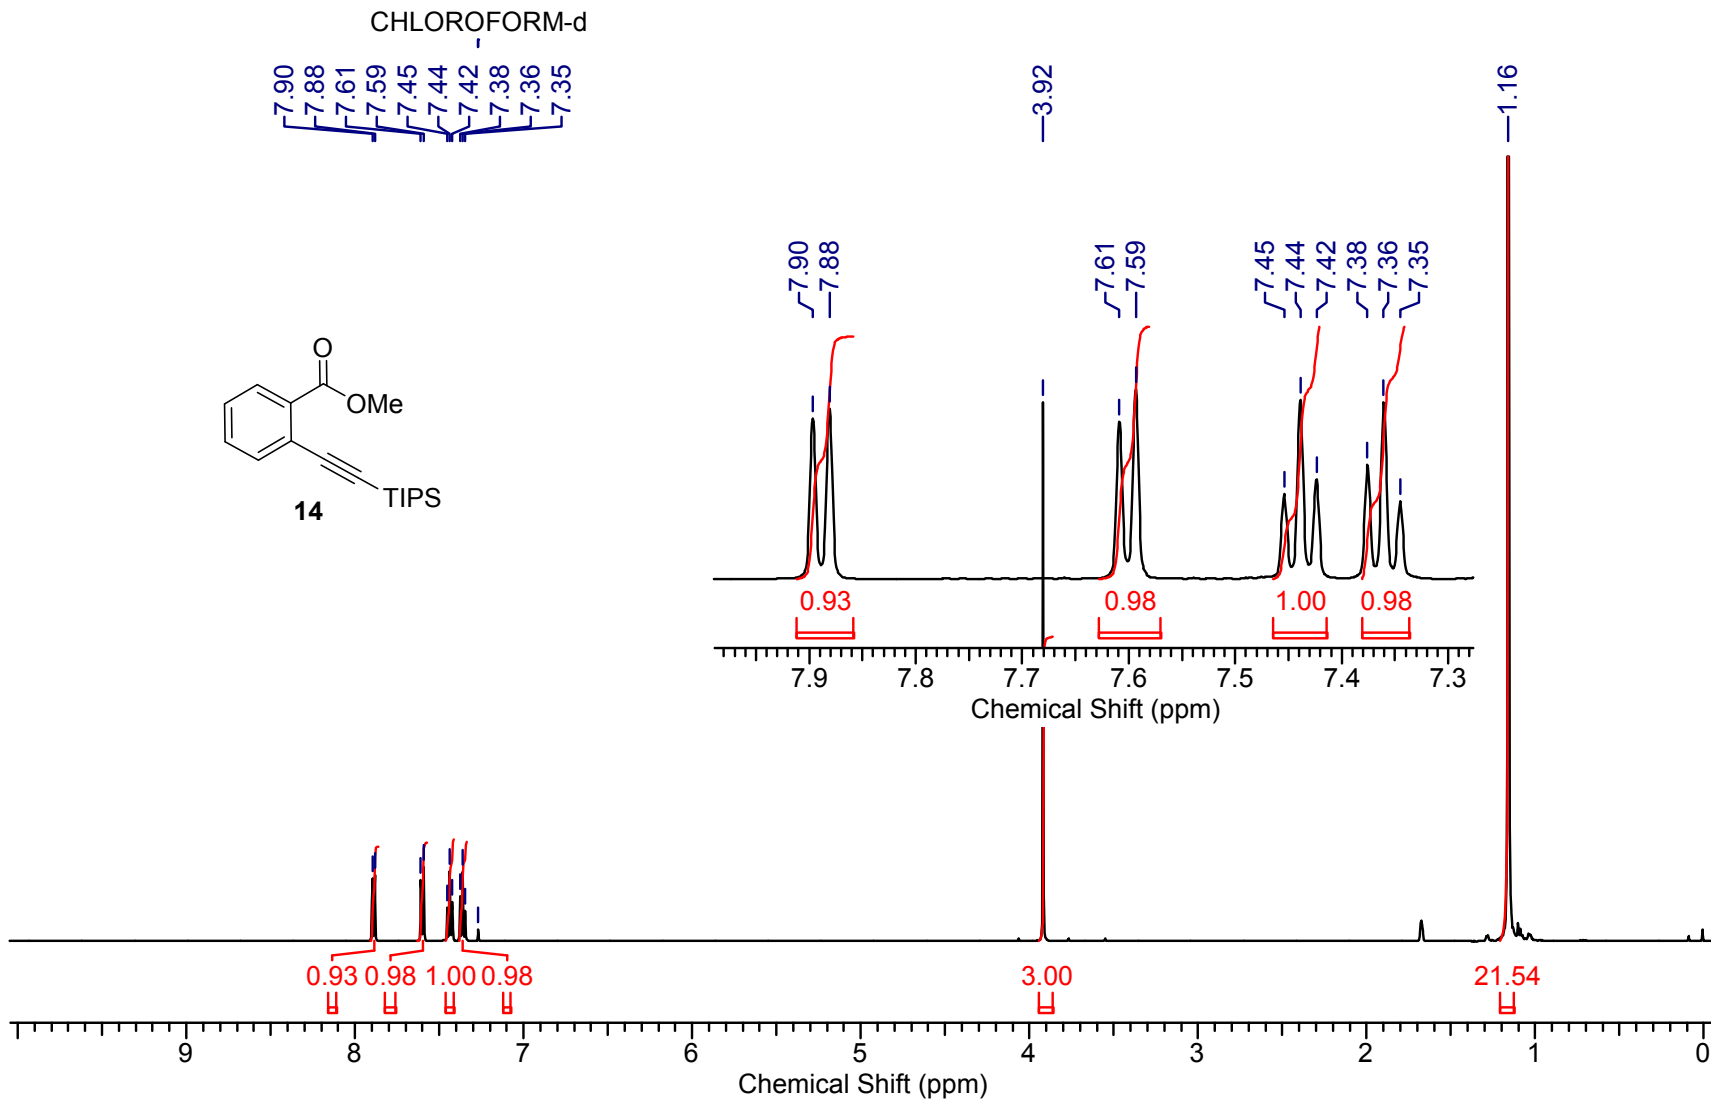 CHLOROFORM-d
7.90
7.88
7.61
7.59
7.45
7.44
7.42
7.38
7.36
7.35
3.92
1.16
7.90
7.88
7.61
7.59
7.45
7.44
7.42
7.38
7.36
7.35
O
OMe
TIPS
14
0.93 0.98 1.00 0.98
7.9 7.8 7.7 7.6 7.5 7.4 7.3
Chemical Shift (ppm)
0.93 0.98 1.00 0.98 3.00 21.54
9 8 7 6 5 4 3 2 1 0
Chemical Shift (ppm)